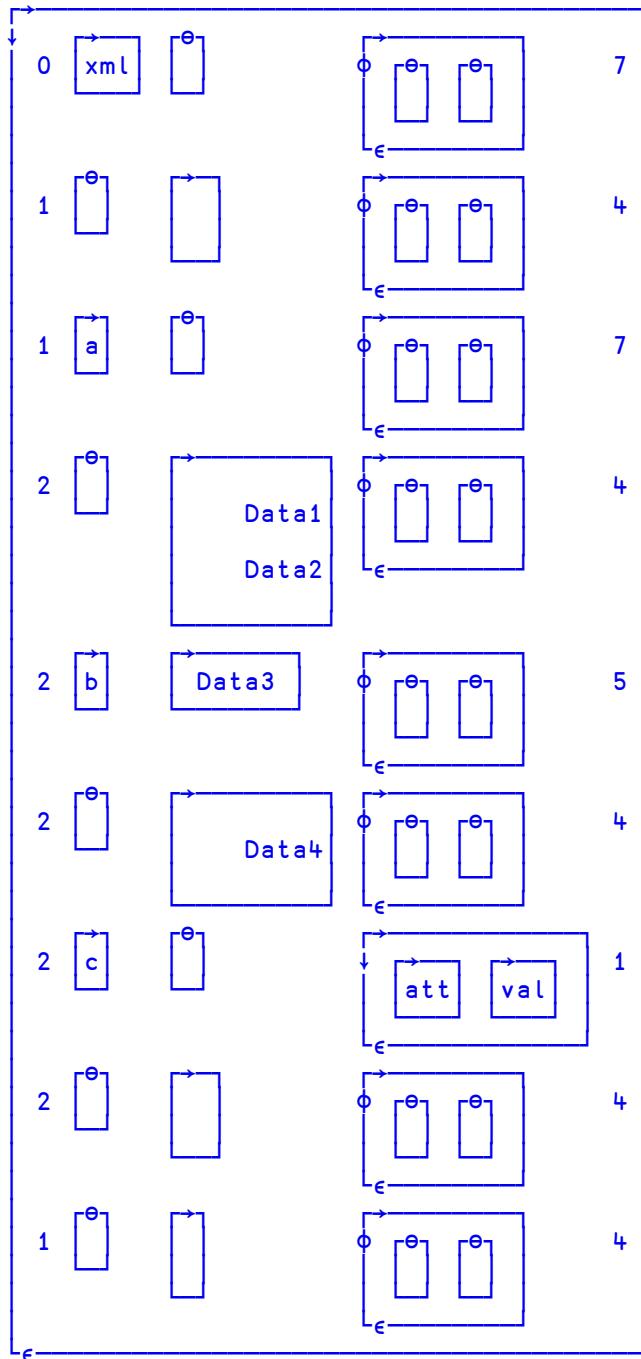 0 xml 7
1 4
1 a 7
2 4
Data1
Data2
2 b Data3 5
2 4
Data4
2 c att val 1
2 4
1 4